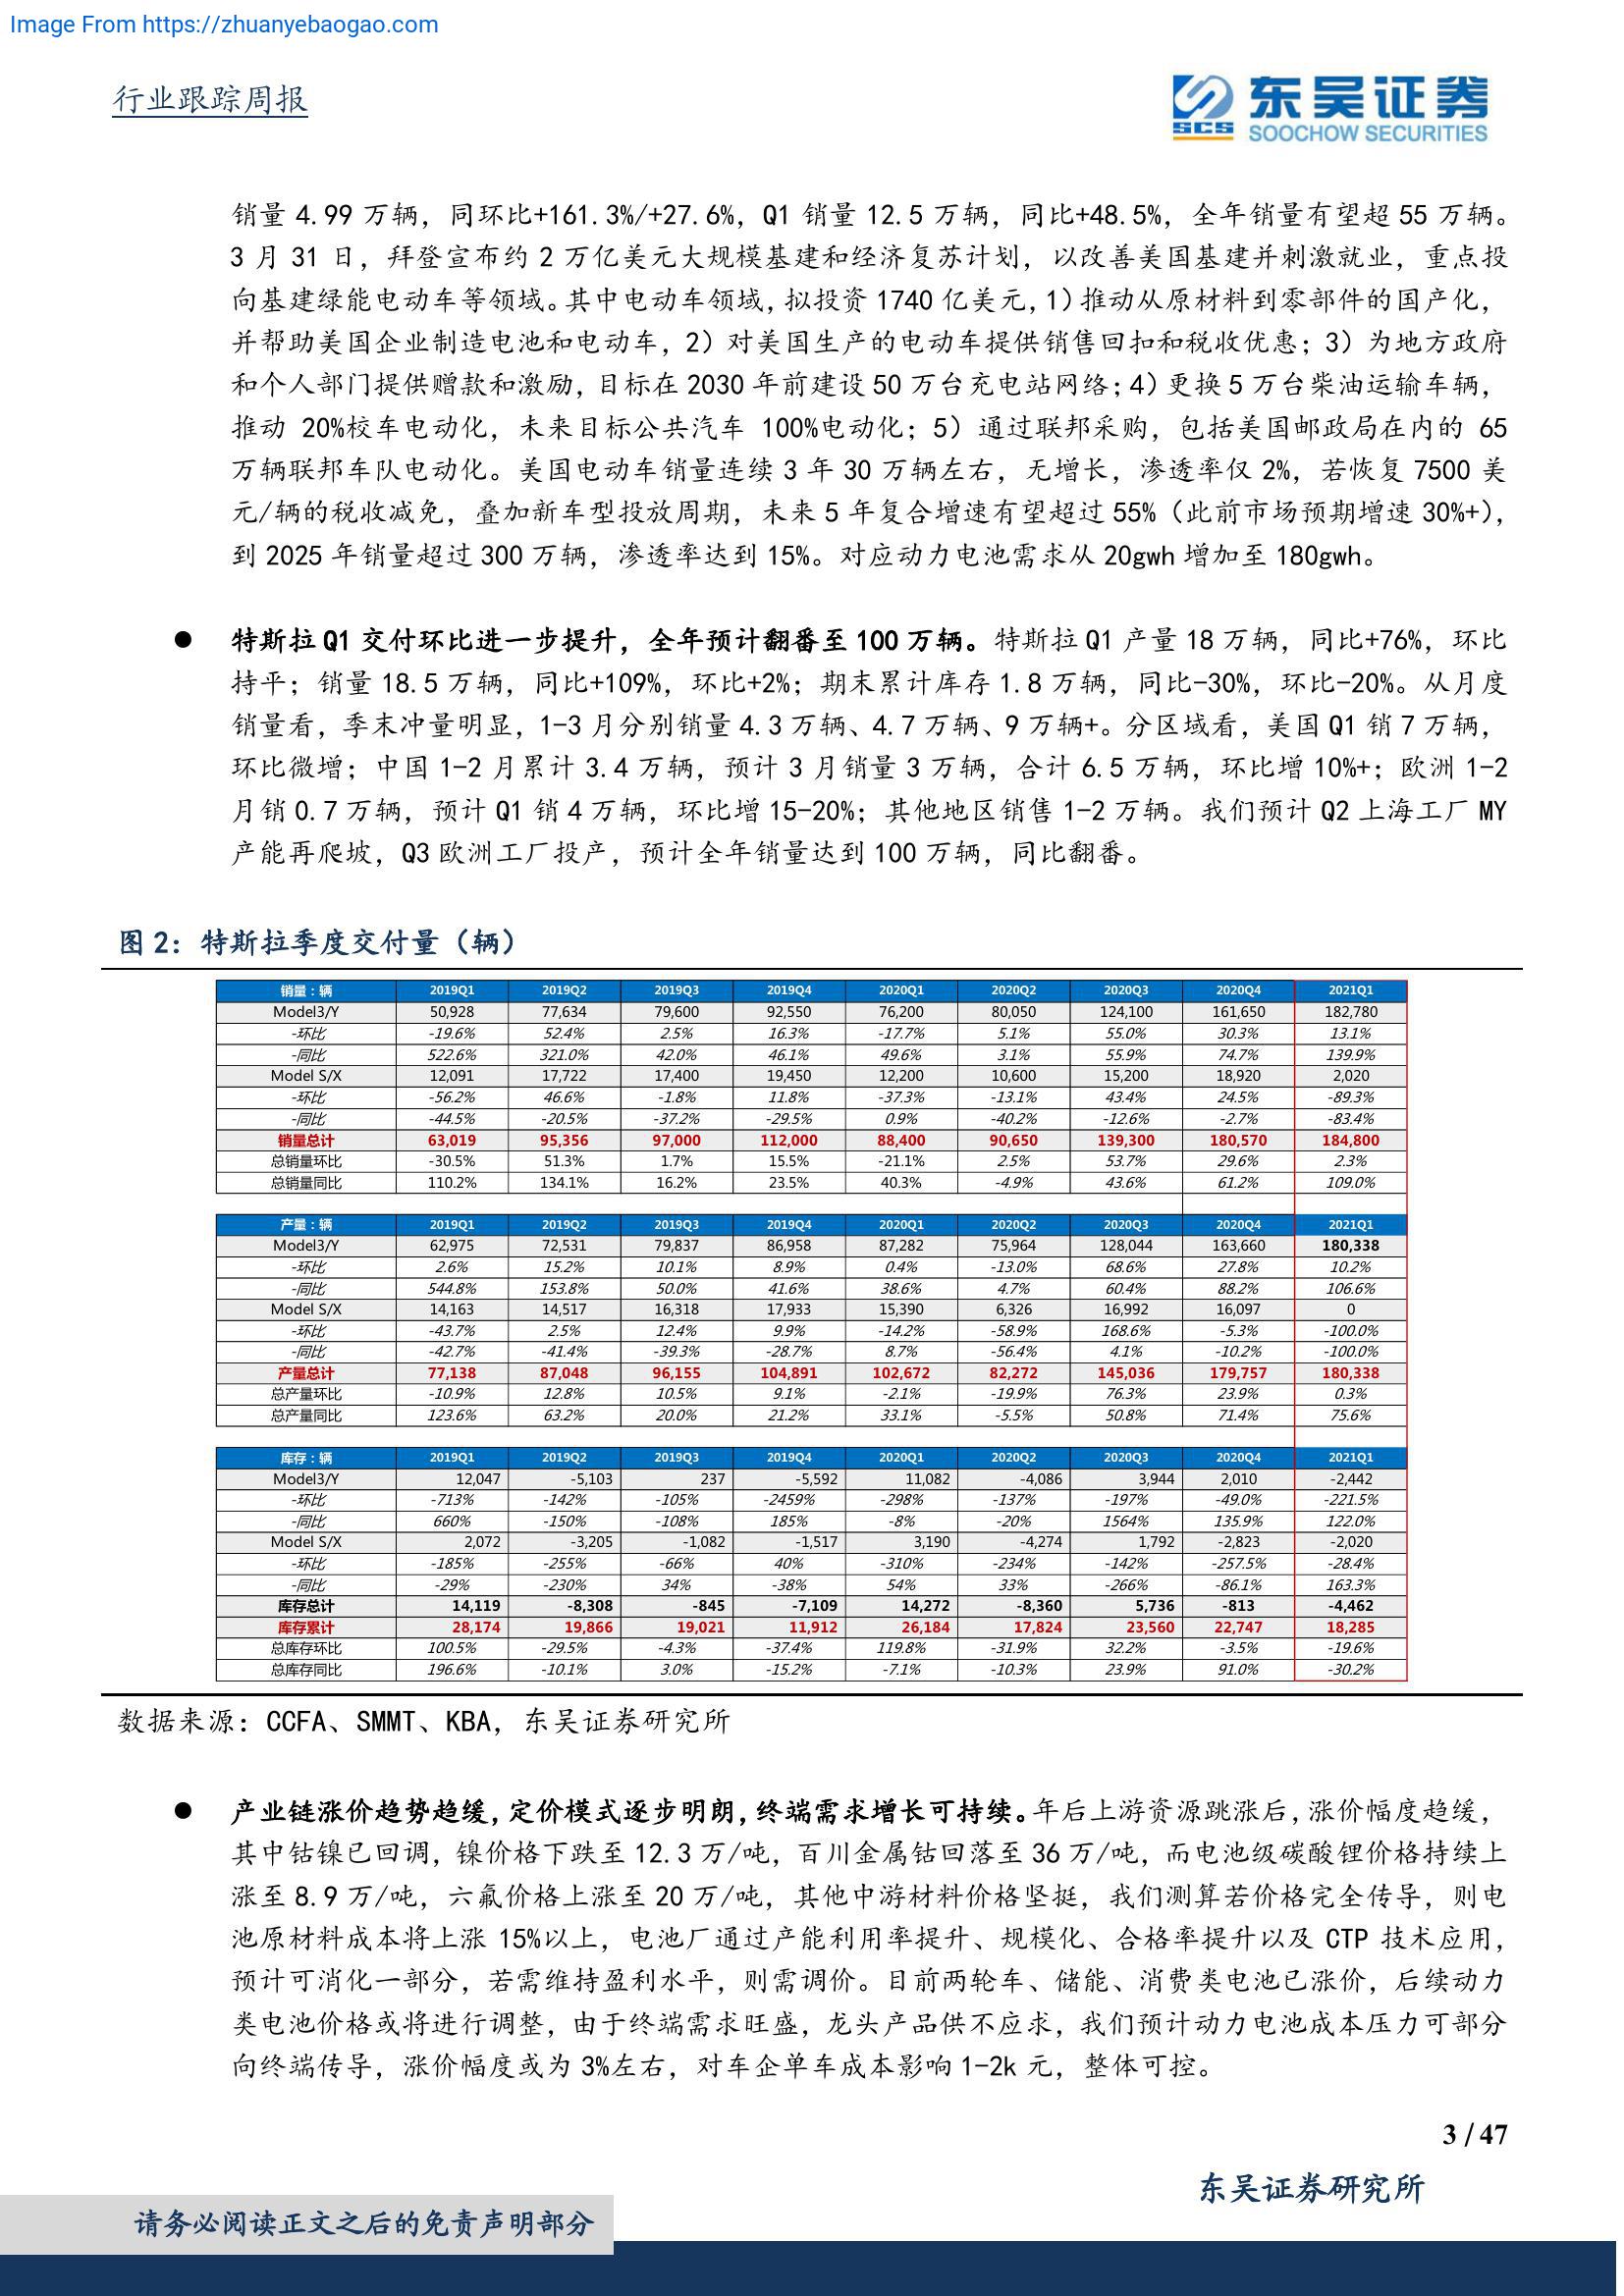 Image From https://zhuanyebaogao.com
行业跟踪周报
SCS 东吴证券
SOOCHOW SECURITIES
销量 4.99 万辆，同环比+161.3%/+27.6%，Q1 销量 12.5 万辆，同比+48.5%，全年销量有望超 55 万辆。
3 月 31 日，拜登宣布约 2 万亿美元大规模基建和经济复苏计划，以改善美国基建并刺激就业，重点投
向基建绿能电动车等领域。其中电动车领域，拟投资 1740 亿美元，1）推动从原材料到零部件的国产化，
并帮助美国企业制造电池和电动车，2）对美国生产的电动车提供销售回扣和税收优惠；3）为地方政府
和个人部门提供赠款和激励，目标在 2030 年前建设 50 万台充电站网络；4）更换 5 万台柴油运输车辆，
推动 20%校车电动化，未来目标公共汽车 100%电动化；5）通过联邦采购，包括美国邮政局在内的 65
万辆联邦车队电动化。美国电动车销量连续 3 年 30 万辆左右，无增长，渗透率仅 2%，若恢复 7500 美
元/辆的税收减免，叠加新车型投放周期，未来 5 年复合增速有望超过 55%（此前市场预期增速 30%+），
到 2025 年销量超过 300 万辆，渗透率达到 15%。对应动力电池需求从 20gwh 增加至 180gwh。
● 特斯拉 Q1 交付环比进一步提升，全年预计翻番至 100 万辆。特斯拉 Q1 产量 18 万辆，同比+76%，环比
持平；销量 18.5 万辆，同比+109%，环比+2%；期末累计库存 1.8 万辆，同比-30%，环比-20%。从月度
销量看，季末冲量明显，1-3 月分别销量 4.3 万辆、4.7 万辆、9 万辆+。分区域看，美国 Q1 销 7 万辆，
环比微增；中国 1-2 月累计 3.4 万辆，预计 3 月销量 3 万辆，合计 6.5 万辆，环比增 10%+；欧洲 1-2
月销 0.7 万辆，预计 Q1 销 4 万辆，环比增 15-20%；其他地区销售 1-2 万辆。我们预计 Q2 上海工厂 MY
产能再爬坡，Q3 欧洲工厂投产，预计全年销量达到 100 万辆，同比翻番。
图 2：特斯拉季度交付量（辆）
销量：辆 2019Q1 2019Q2 2019Q3 2019Q4 2020Q1 2020Q2 2020Q3 2020Q4 2021Q1
Model3/Y 50,928 77,634 79,600 92,550 76,200 80,050 124,100 161,650 182,780
-环比 -19.6% 52.4% 2.5% 16.3% -17.7% 5.1% 55.0% 30.3% 13.1%
-同比 522.6% 321.0% 42.0% 46.1% 49.6% 3.1% 55.9% 74.7% 139.9%
Model S/X 12,091 17,722 17,400 19,450 12,200 10,600 15,200 18,920 2,020
-环比 -56.2% 46.6% -1.8% 11.8% -37.3% -13.1% 43.4% 24.5% -89.3%
-同比 -44.5% -20.5% -37.2% -29.5% 0.9% -40.2% -12.6% -2.7% -83.4%
销量总计 63,019 95,356 97,000 112,000 88,400 90,650 139,300 180,570 184,800
总销量环比 -30.5% 51.3% 1.7% 15.5% -21.1% 2.5% 53.7% 29.6% 2.3%
总销量同比 110.2% 134.1% 16.2% 23.5% 40.3% -4.9% 43.6% 61.2% 109.0%
产量：辆 2019Q1 2019Q2 2019Q3 2019Q4 2020Q1 2020Q2 2020Q3 2020Q4 2021Q1
Model3/Y 62,975 72,531 79,837 86,958 87,282 75,964 128,044 163,660 180,338
-环比 2.6% 15.2% 10.1% 8.9% 0.4% -13.0% 68.6% 27.8% 10.2%
-同比 544.8% 153.8% 50.0% 41.6% 38.6% 4.7% 60.4% 88.2% 106.6%
Model S/X 14,163 14,517 16,318 17,933 15,390 6,326 16,992 16,097 0
-环比 -43.7% 2.5% 12.4% 9.9% -14.2% -58.9% 168.6% -5.3% -100.0%
-同比 -42.7% -41.4% -39.3% -28.7% 8.7% -56.4% 4.1% -10.2% -100.0%
产量总计 77,138 87,048 96,155 104,891 102,672 82,272 145,036 179,757 180,338
总产量环比 -10.9% 12.8% 10.5% 9.1% -2.1% -19.9% 76.3% 23.9% 0.3%
总产量同比 123.6% 63.2% 20.0% 21.2% 33.1% -5.5% 50.8% 71.4% 75.6%
库存：辆 2019Q1 2019Q2 2019Q3 2019Q4 2020Q1 2020Q2 2020Q3 2020Q4 2021Q1
Model3/Y 12,047 -5,103 237 -5,592 11,082 -4,086 3,944 2,010 -2,442
-环比 -713% -142% -105% -2459% -298% -137% -197% -49.0% -221.5%
-同比 660% -150% -108% 185% -8% -20% 1564% 135.9% 122.0%
Model S/X 2,072 -3,205 -1,082 -1,517 3,190 -4,274 1,792 -2,823 -2,020
-环比 -185% -255% -66% 40% -310% -234% -142% -257.5% -28.4%
-同比 -29% -230% 34% -38% 54% 33% -266% -86.1% 163.3%
库存总计 14,119 -8,308 -845 -7,109 14,272 -8,360 5,736 -813 -4,462
库存累计 28,174 19,866 19,021 11,912 26,184 17,824 23,560 22,747 18,285
总库存环比 100.5% -29.5% -4.3% -37.4% 119.8% -31.9% 32.2% -3.5% -19.6%
总库存同比 196.6% -10.1% 3.0% -15.2% -7.1% -10.3% 23.9% 91.0% -30.2%
数据来源：CCFA、SMMT、KBA，东吴证券研究所
● 产业链涨价趋势趋缓，定价模式逐步明朗，终端需求增长可持续。年后上游资源跳涨后，涨价幅度趋缓，
其中钴镍已回调，镍价格下跌至 12.3 万/吨，百川金属钴回落至 36 万/吨，而电池级碳酸锂价格持续上
涨至 8.9 万/吨，六氟价格上涨至 20 万/吨，其他中游材料价格坚挺，我们测算若价格完全传导，则电
池原材料成本将上涨 15%以上，电池厂通过产能利用率提升、规模化、合格率提升以及 CTP 技术应用，
预计可消化一部分，若需维持盈利水平，则需调价。目前两轮车、储能、消费类电池已涨价，后续动力
类电池价格或将进行调整，由于终端需求旺盛，龙头产品供不应求，我们预计动力电池成本压力可部分
向终端传导，涨价幅度或为 3%左右，对车企单车成本影响 1-2k 元，整体可控。
3 / 47
东吴证券研究所
请务必阅读正文之后的免责声明部分